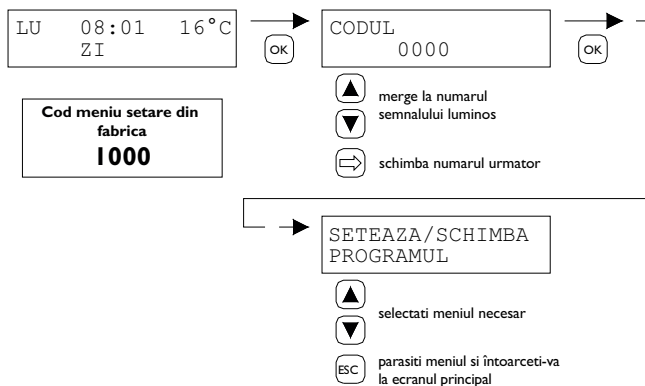 LU 08:01 16°C
ZI
OK
CODUL
0000
OK
merge la numarul
semnalului luminos
schimba numarul urmator
Cod meniu setare din
fabrica
1000
SETEAZA/SCHIMBA
PROGRAMUL
selectati meniul necesar
ESC
parasiti meniul si întoarceti-va
la ecranul principal